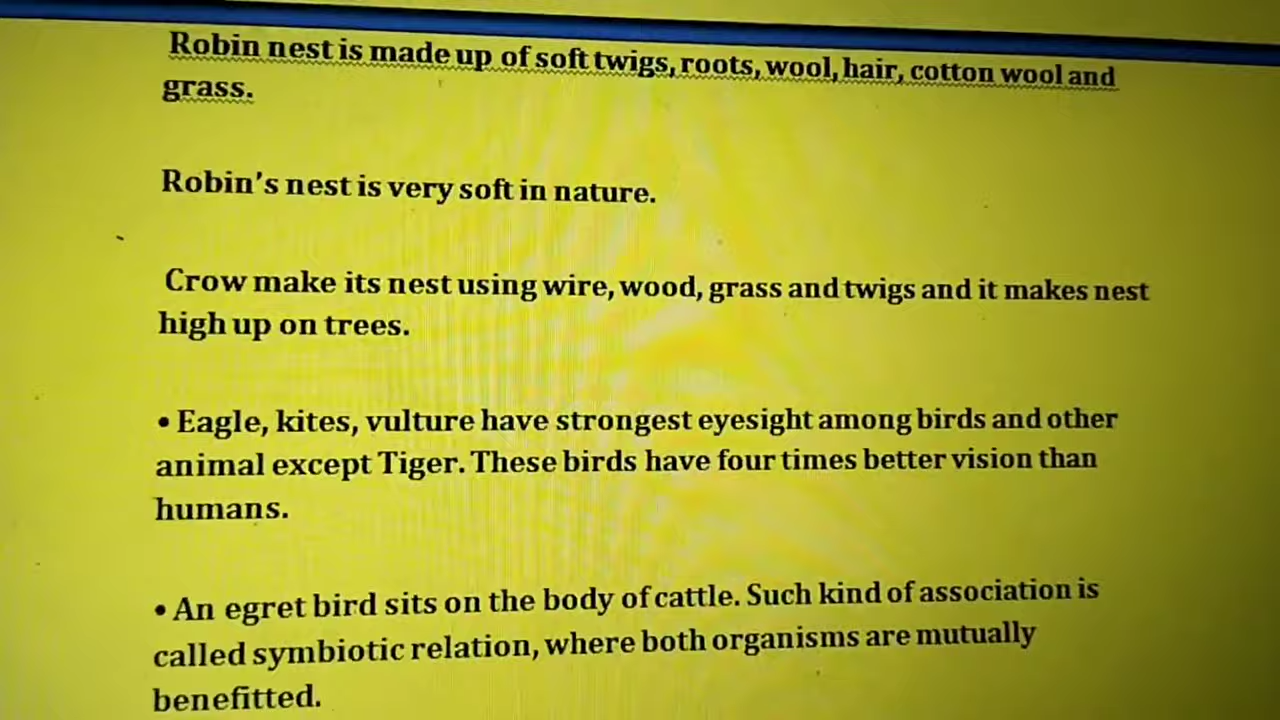 Robin nest is made up of soft twigs, roots, wool, hair, cotton wool and
grass.
Robin's nest is very soft in nature.
Crow make its nest using wire, wood, grass and twigs and it makes nest
high up on trees.
• Eagle, kites, vulture have strongest eyesight among birds and other
animal except Tiger. These birds have four times better vision than
humans.
• An egret bird sits on the body of cattle. Such kind of association is
called symbiotic relation, where both organisms are mutually
benefitted.